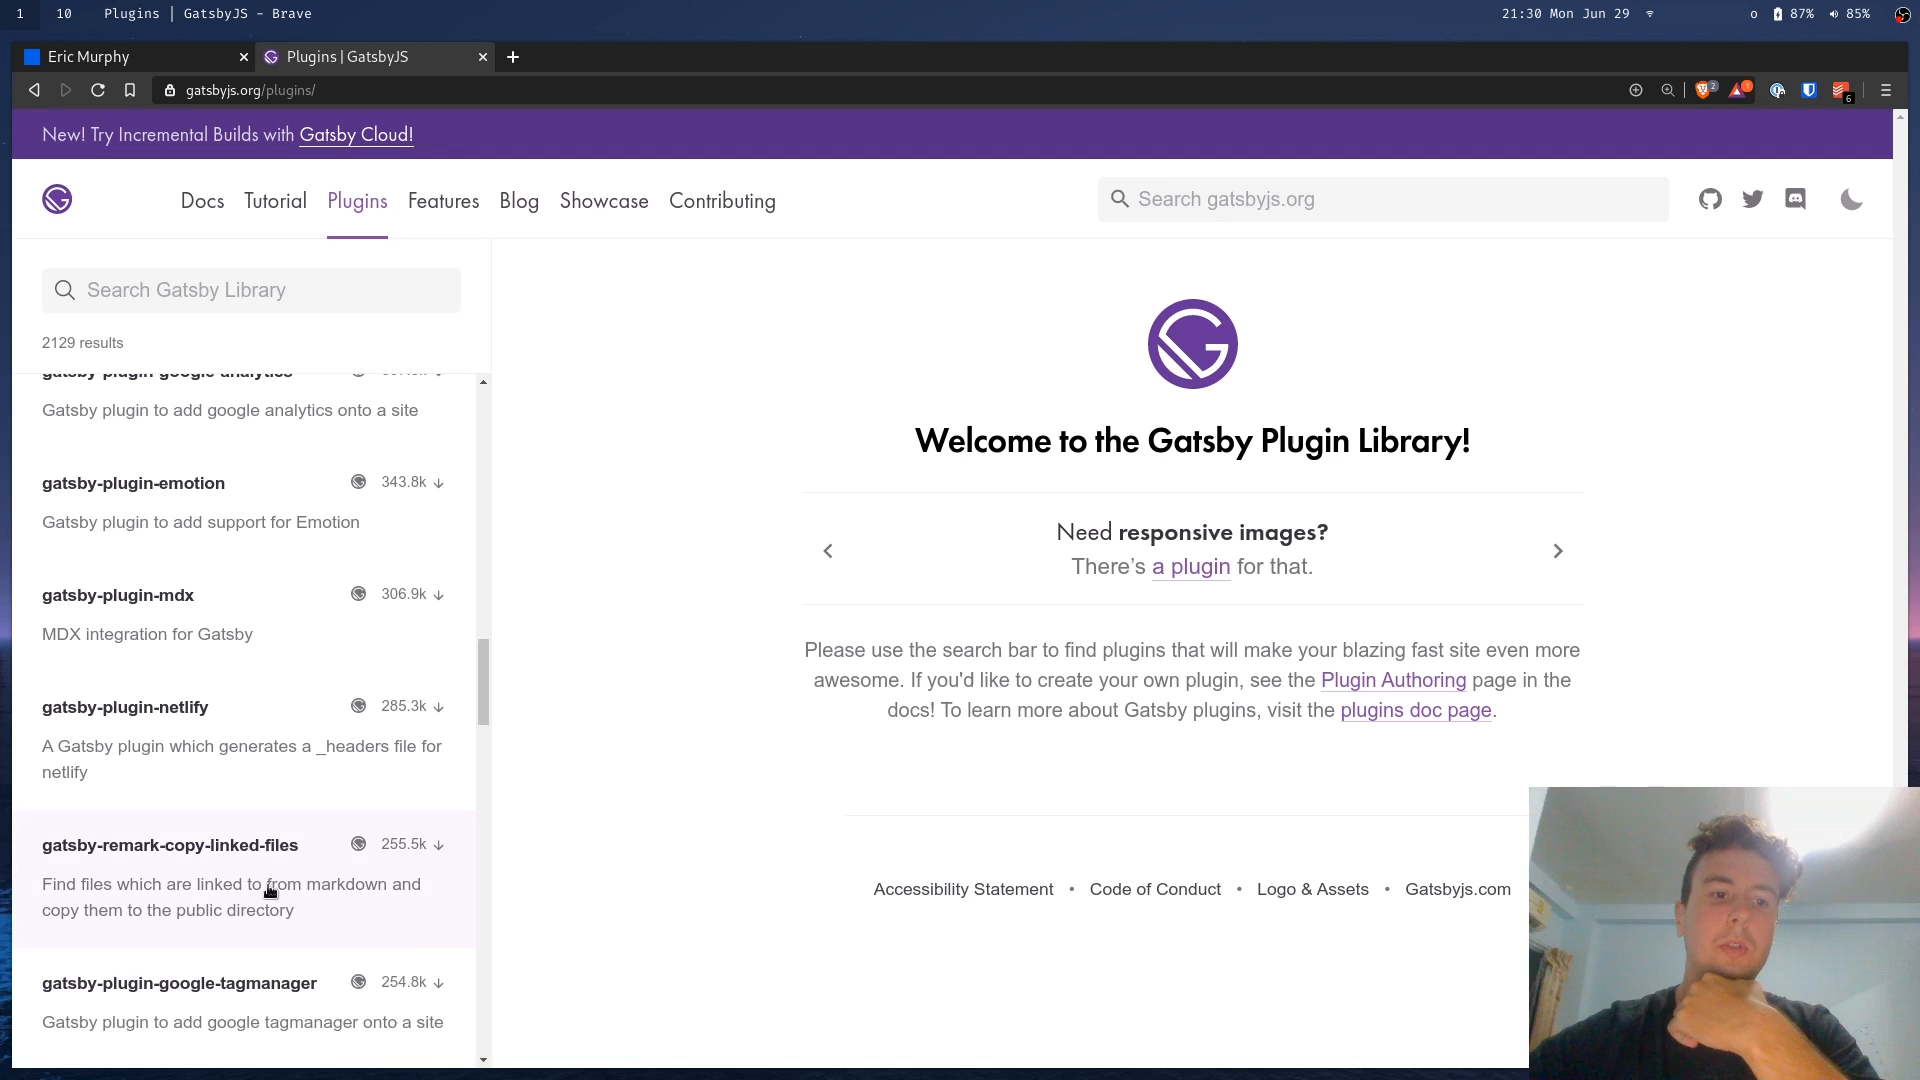 1 10 Plugins | GatsbyJS - Brave 21:30 Mon Jun 29 87% 85%
Eric Murphy Plugins | GatsbyJS
gatsbyjs.org/plugins/ 2 1 6
New! Try Incremental Builds with Gatsby Cloud!
Docs Tutorial Plugins Features Blog Showcase Contributing Search gatsbyjs.org
Search Gatsby Library
2129 results
gatsby-plugin-google-analytics
Gatsby plugin to add google analytics onto a site
gatsby-plugin-emotion 343.8k
Gatsby plugin to add support for Emotion
gatsby-plugin-mdx 306.9k
MDX integration for Gatsby
gatsby-plugin-netlify 285.3k
A Gatsby plugin which generates a _headers file for
netlify
gatsby-remark-copy-linked-files 255.5k
Find files which are linked to from markdown and
copy them to the public directory
gatsby-plugin-google-tagmanager 254.8k
Gatsby plugin to add google tagmanager onto a site
Welcome to the Gatsby Plugin Library!
Need responsive images?
There's a plugin for that.
Please use the search bar to find plugins that will make your blazing fast site even more
awesome. If you'd like to create your own plugin, see the Plugin Authoring page in the
docs! To learn more about Gatsby plugins, visit the plugins doc page.
Accessibility Statement • Code of Conduct • Logo & Assets • Gatsbyjs.com